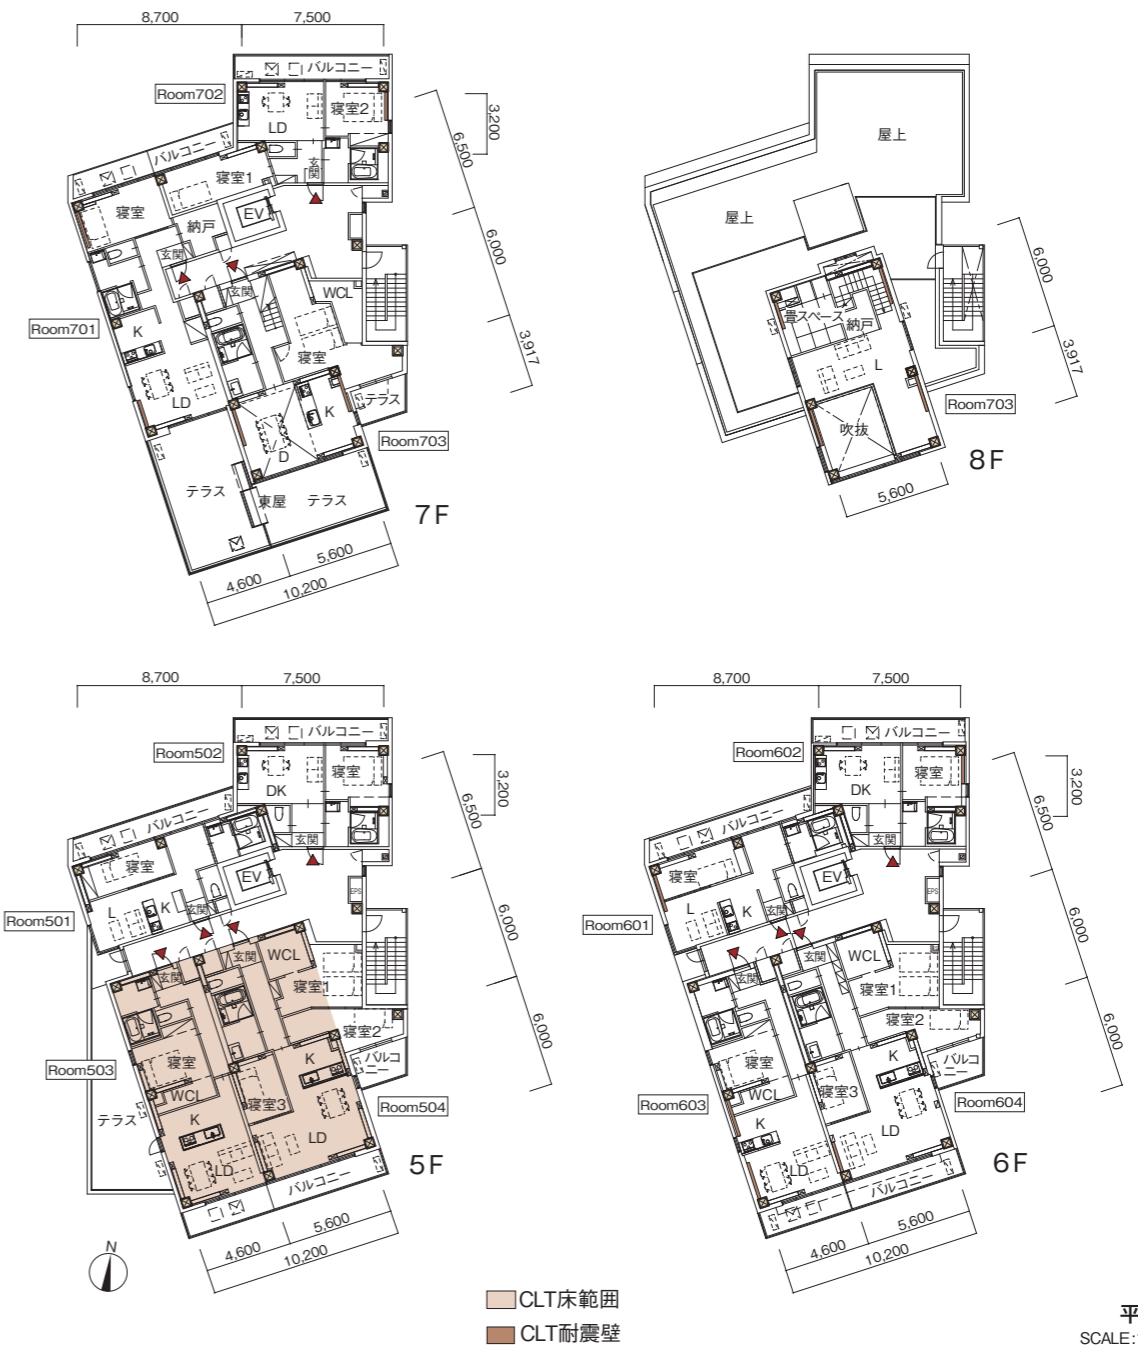 8,700
7,500
Room702
バルコニー
寝室2
LD
玄関
3,200
6,500
6,000
3,917
バルコニー
寝室1
寝室
EV
納戸
玄関
玄関
WCL
Room701
K
寝室
LD
K
テラス
D
Room703
テラス
東屋
テラス
7F
4,600
5,600
10,200
屋上
屋上
畳スペース
納戸
L
吹抜
Room703
6,000
3,917
8F
5,600
8,700
7,500
Room502
バルコニー
寝室
DK
玄関
3,200
6,500
6,000
6,000
バルコニー
寝室
EV
EPS
Room501
L
K
玄関
玄関
玄関
WCL
寝室1
寝室2
寝室
K
バルコ
ニー
Room503
WCL
寝室3
Room504
テラス
K
LD
LD
5F
バルコニー
4,600
5,600
10,200
N
8,700
7,500
Room602
バルコニー
寝室
DK
玄関
3,200
6,500
6,000
6,000
バルコニー
寝室
EV
EPS
Room601
L
K
玄関
玄関
玄関
WCL
寝室1
寝室2
寝室
K
バルコ
ニー
Room603
WCL
寝室3
Room604
K
LD
LD
6F
バルコニー
4,600
5,600
10,200
CLT床範囲
CLT耐震壁
平
SCALE: